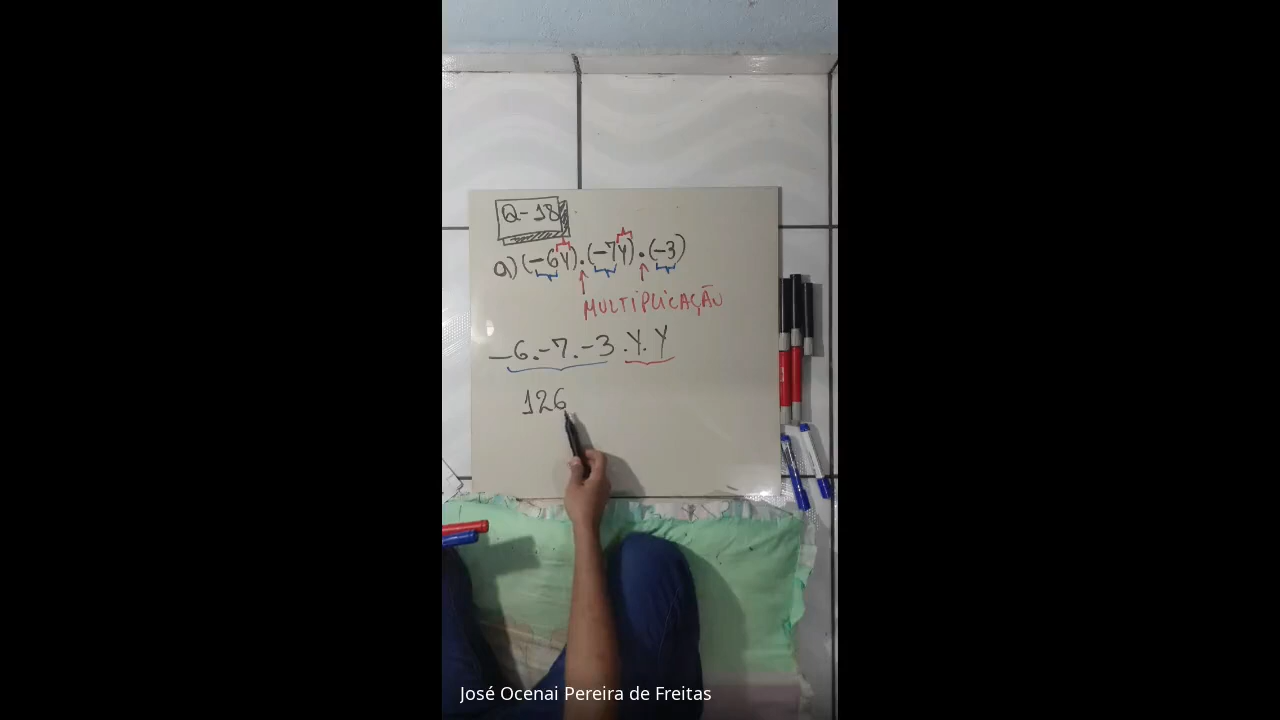 Q-18
a) (-6y).(-7y).(-3)
MULTIPLICAÇÃO
-6.-7.-3.y.y
126
José Ocenai Pereira de Freitas